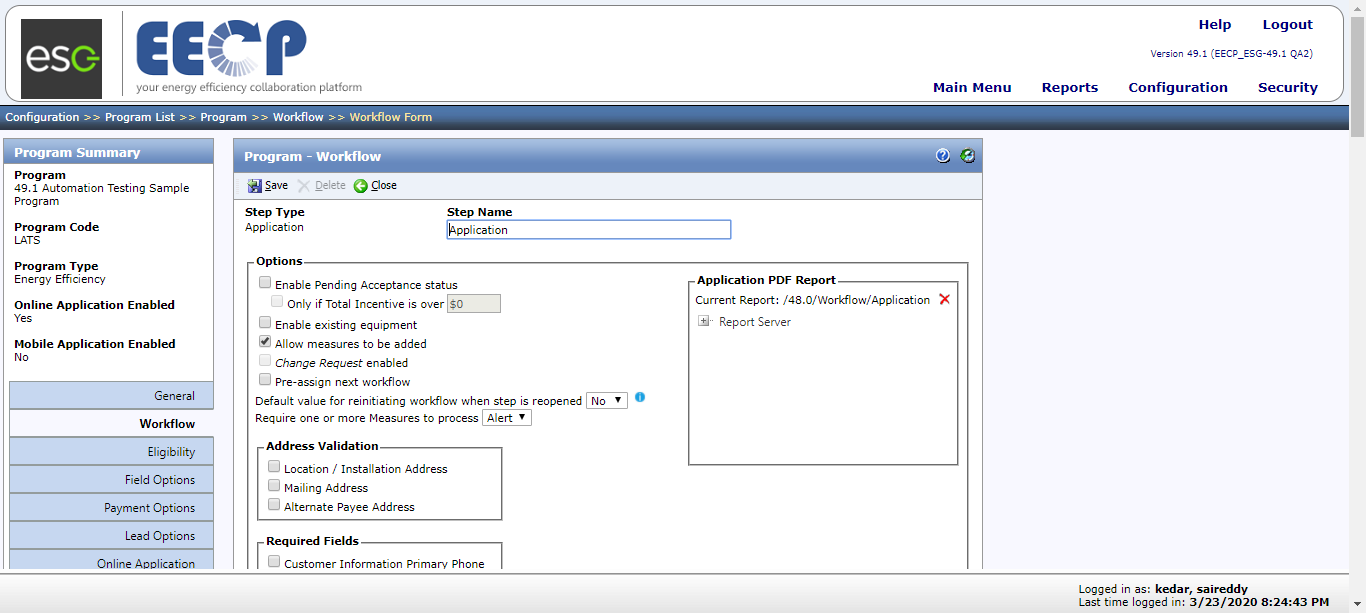 esc
EECP
your energy efficiency collaboration platform
Help Logout
Version 49.1 (EECP_ESG-49.1 QA2)
Main Menu Reports Configuration Security
Configuration >> Program List >> Program >> Workflow >> Workflow Form
Program Summary
Program
49.1 Automation Testing Sample
Program
Program Code
LATS
Program Type
Energy Efficiency
Online Application Enabled
Yes
Mobile Application Enabled
No
General
Workflow
Eligibility
Field Options
Payment Options
Lead Options
Online Application
Program - Workflow
Save Delete Close
Step Type Step Name
Application Application
Options
Enable Pending Acceptance status
Only if Total Incentive is over $0
Enable existing equipment
Allow measures to be added
Change Request enabled
Pre-assign next workflow
Default value for reinitiating workflow when step is reopened No
Require one or more Measures to process Alert
Application PDF Report
Current Report: /48.0/Workflow/Application
Report Server
Address Validation
Location / Installation Address
Mailing Address
Alternate Payee Address
Required Fields
Customer Information Primary Phone
Logged in as: kedar, saireddy
Last time logged in: 3/23/2020 8:24:43 PM